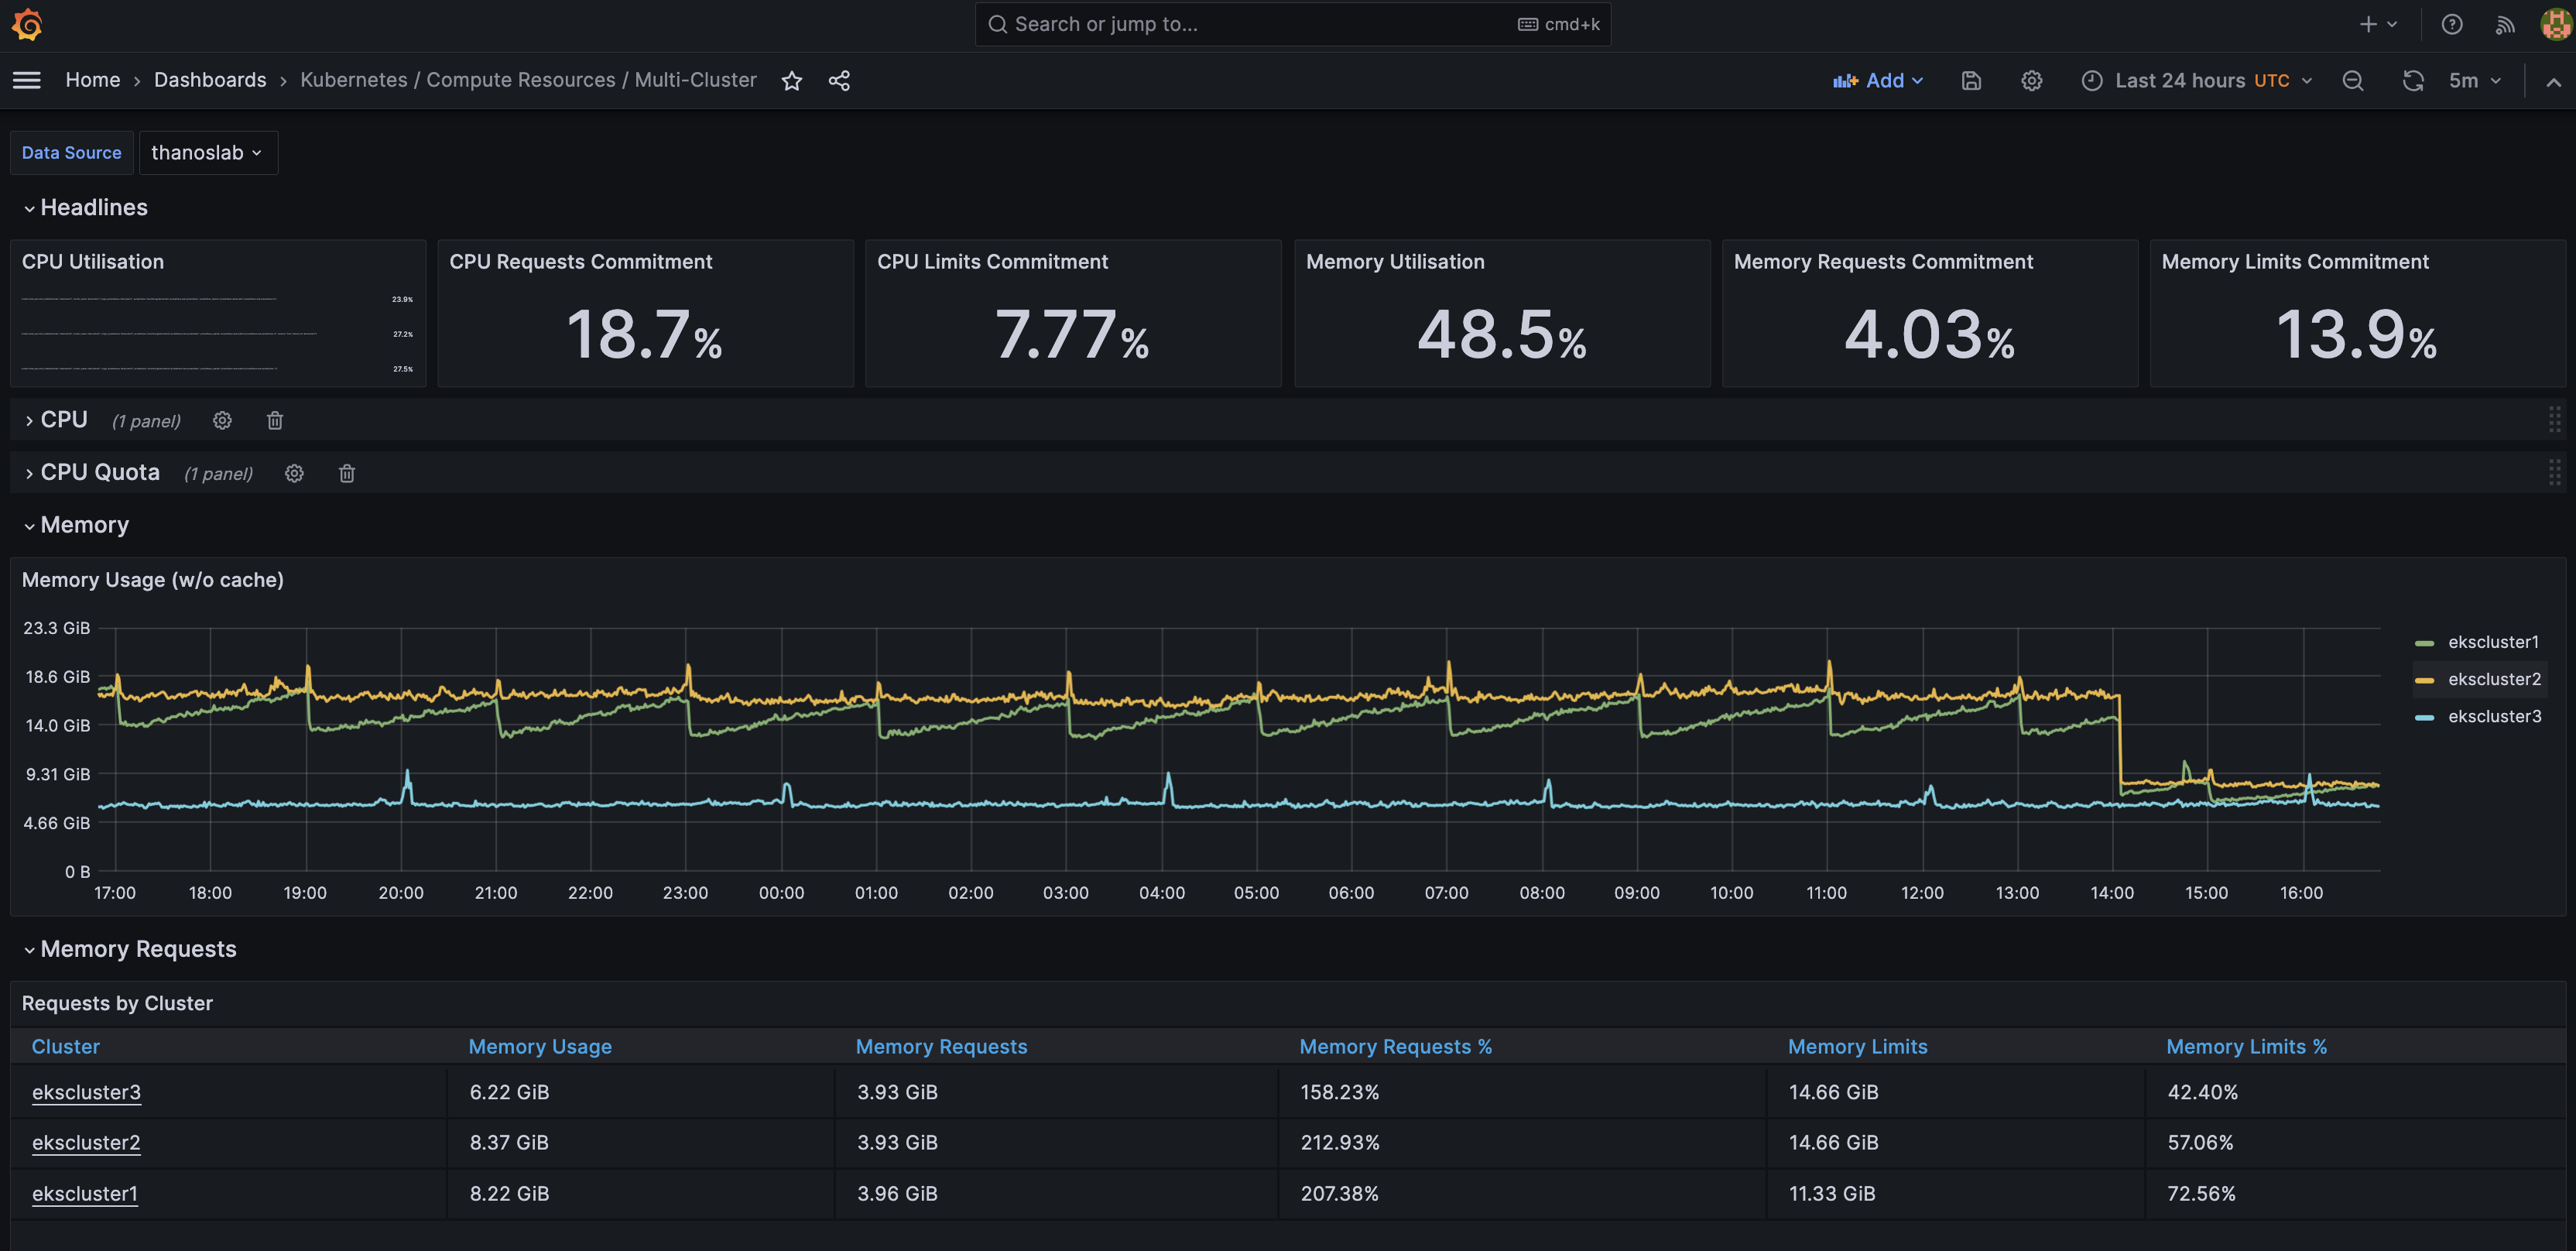 Search or jump to... cmd+k
Home › Dashboards › Kubernetes / Compute Resources / Multi-Cluster Add Last 24 hours UTC 5m
Data Source thanoslab
Headlines
CPU Utilisation
23.9%
27.2%
27.5%
CPU Requests Commitment
18.7%
CPU Limits Commitment
7.77%
Memory Utilisation
48.5%
Memory Requests Commitment
4.03%
Memory Limits Commitment
13.9%
CPU (1 panel)
CPU Quota (1 panel)
Memory
Memory Usage (w/o cache)
23.3 GiB
18.6 GiB
14.0 GiB
9.31 GiB
4.66 GiB
0 B
17:00 18:00 19:00 20:00 21:00 22:00 23:00 00:00 01:00 02:00 03:00 04:00 05:00 06:00 07:00 08:00 09:00 10:00 11:00 12:00 13:00 14:00 15:00 16:00
ekscluster1
ekscluster2
ekscluster3
Memory Requests
Requests by Cluster
Cluster Memory Usage Memory Requests Memory Requests % Memory Limits Memory Limits %
ekscluster3 6.22 GiB 3.93 GiB 158.23% 14.66 GiB 42.40%
ekscluster2 8.37 GiB 3.93 GiB 212.93% 14.66 GiB 57.06%
ekscluster1 8.22 GiB 3.96 GiB 207.38% 11.33 GiB 72.56%